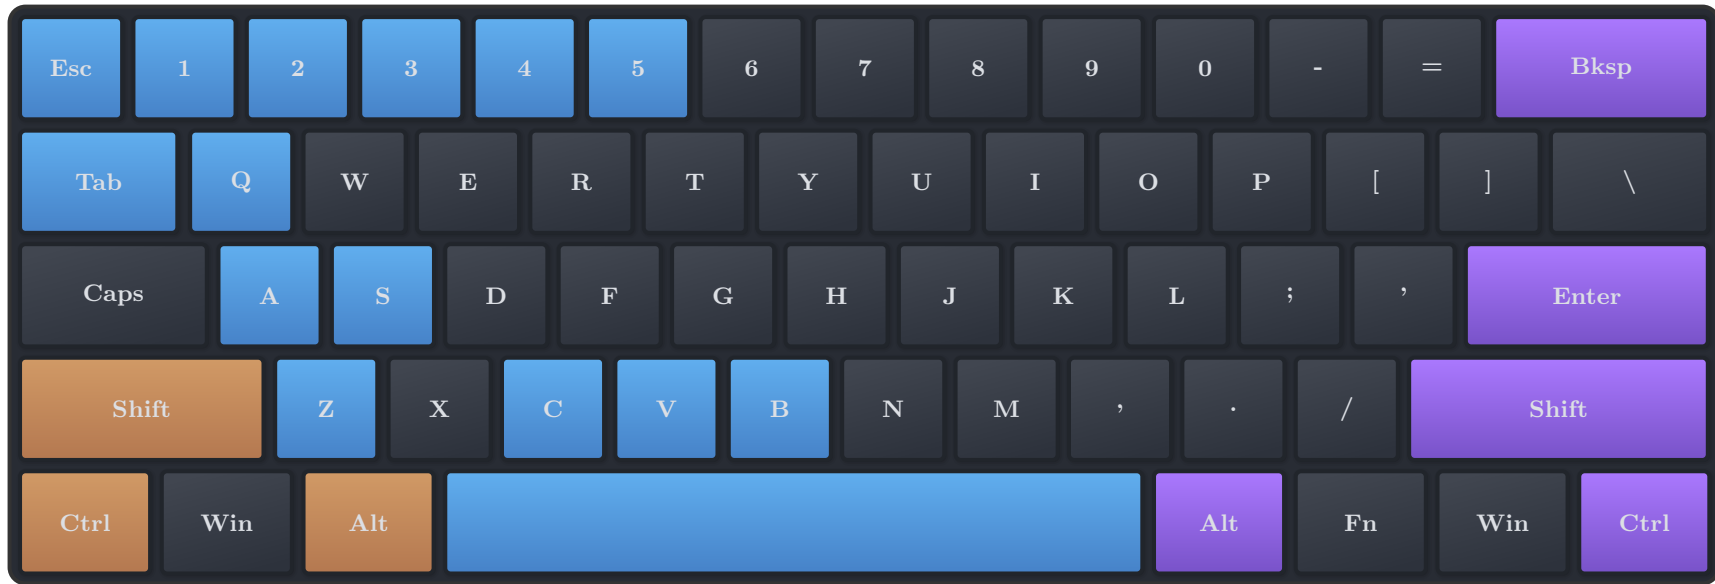 Esc 1 2 3 4 5 6 7 8 9 0 - = Bksp
Tab Q W E R T Y U I O P [ ] \
Caps A S D F G H J K L ; ’ Enter
Shift Z X C V B N M , . / Shift
Ctrl Win Alt Alt Fn Win Ctrl